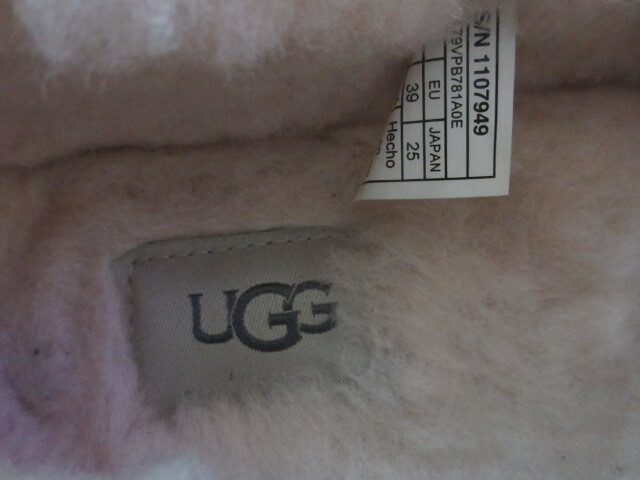 S/N 1107949
79VPB781A0E
EU JAPAN
39 25
Hecho
UGG